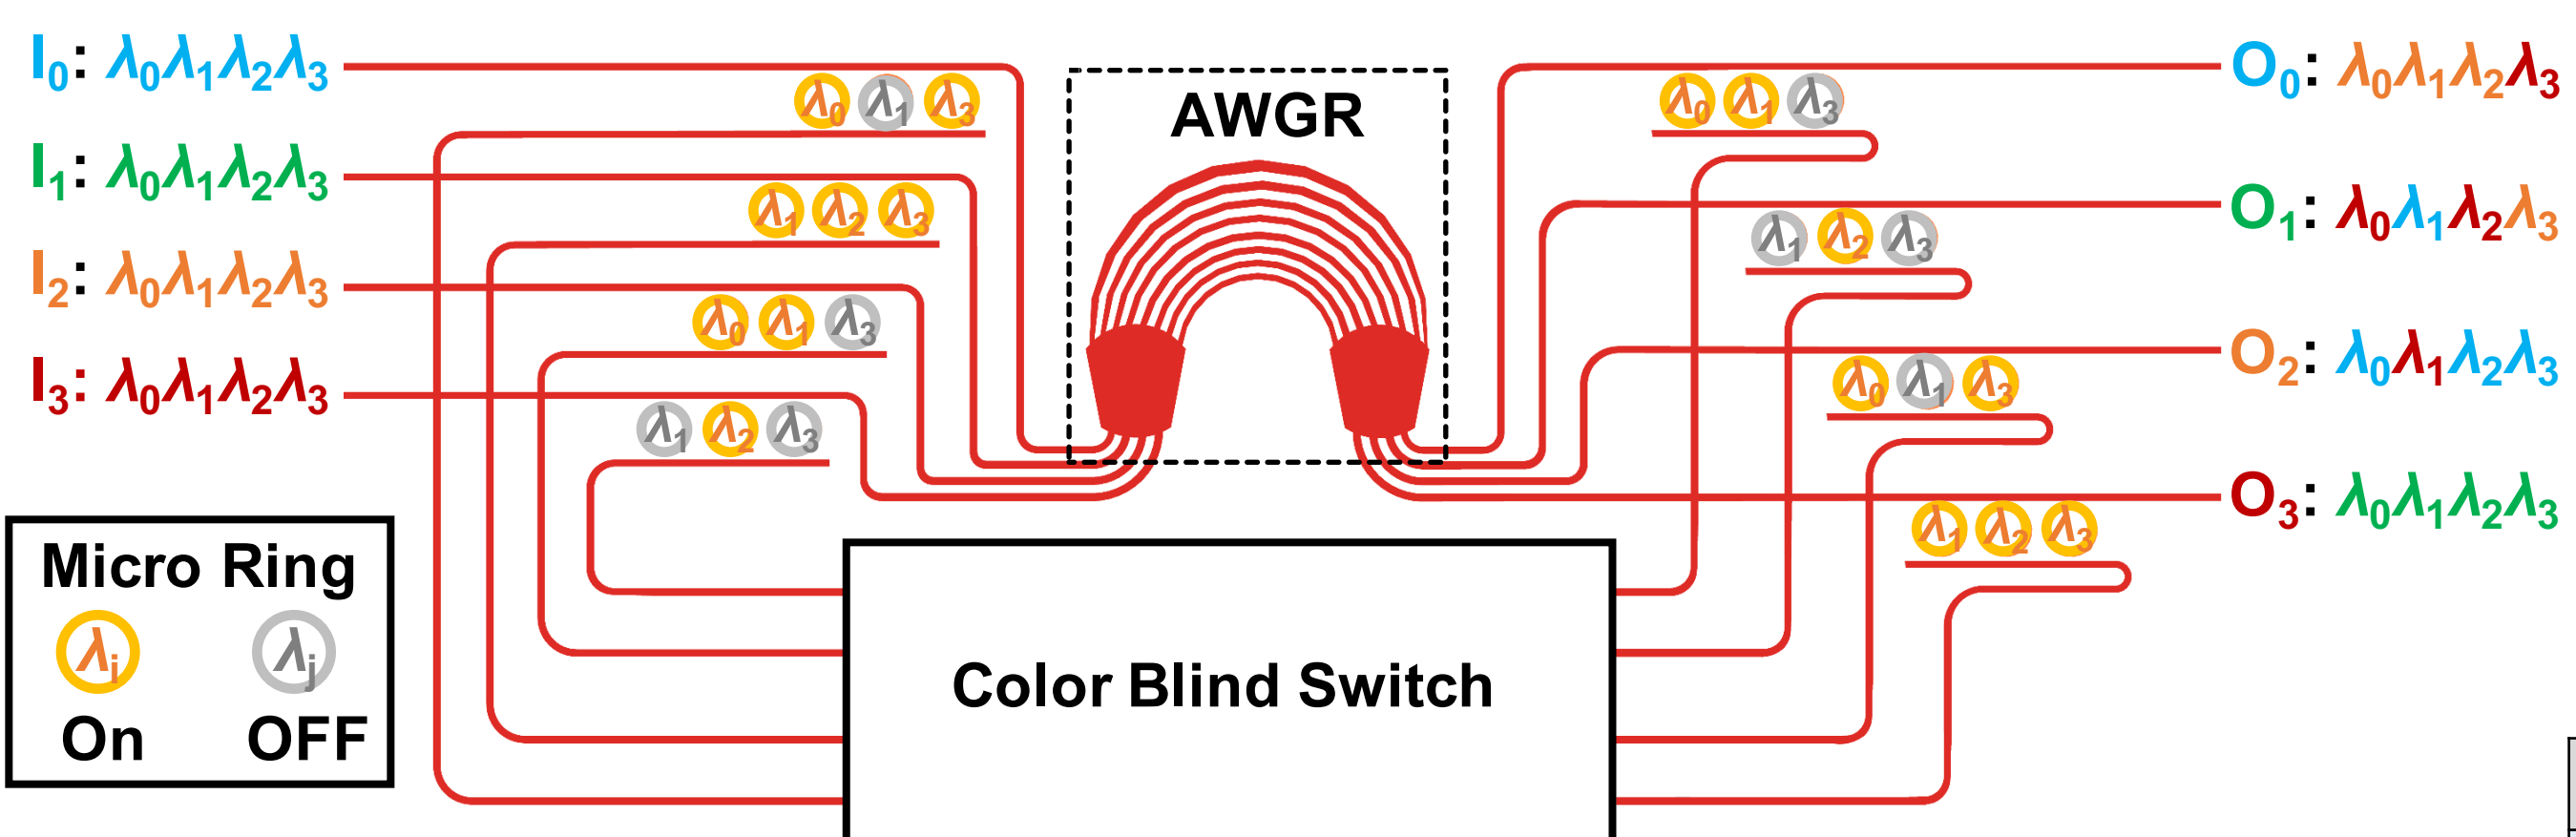 I₀: λ₀λ₁λ₂λ₃
O₀: λ₀λ₁λ₂λ₃
λ₀ λ₁ λ₃
AWGR
λ₀ λ₁ λ₃
I₁: λ₀λ₁λ₂λ₃
O₁: λ₀λ₁λ₂λ₃
λ₁ λ₂ λ₃
λ₁ λ₂ λ₃
I₂: λ₀λ₁λ₂λ₃
O₂: λ₀λ₁λ₂λ₃
λ₀ λ₁ λ₃
λ₀ λ₁ λ₃
I₃: λ₀λ₁λ₂λ₃
O₃: λ₀λ₁λ₂λ₃
λ₁ λ₂ λ₃
λ₁ λ₂ λ₃
Micro Ring
λᵢ λⱼ
On OFF
Color Blind Switch